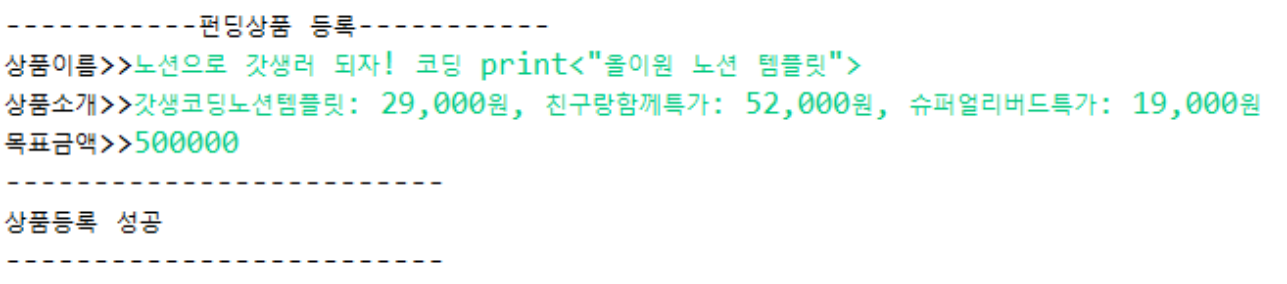 -----------펀딩상품 등록-----------
상품이름>>노션으로 갓생러 되자! 코딩 print<"올이원 노션 템플릿">
상품소개>>갓생코딩노션템플릿: 29,000원, 친구랑함께특가: 52,000원, 슈퍼얼리버드특가: 19,000원
목표금액>>500000
-------------------------
상품등록 성공
-------------------------